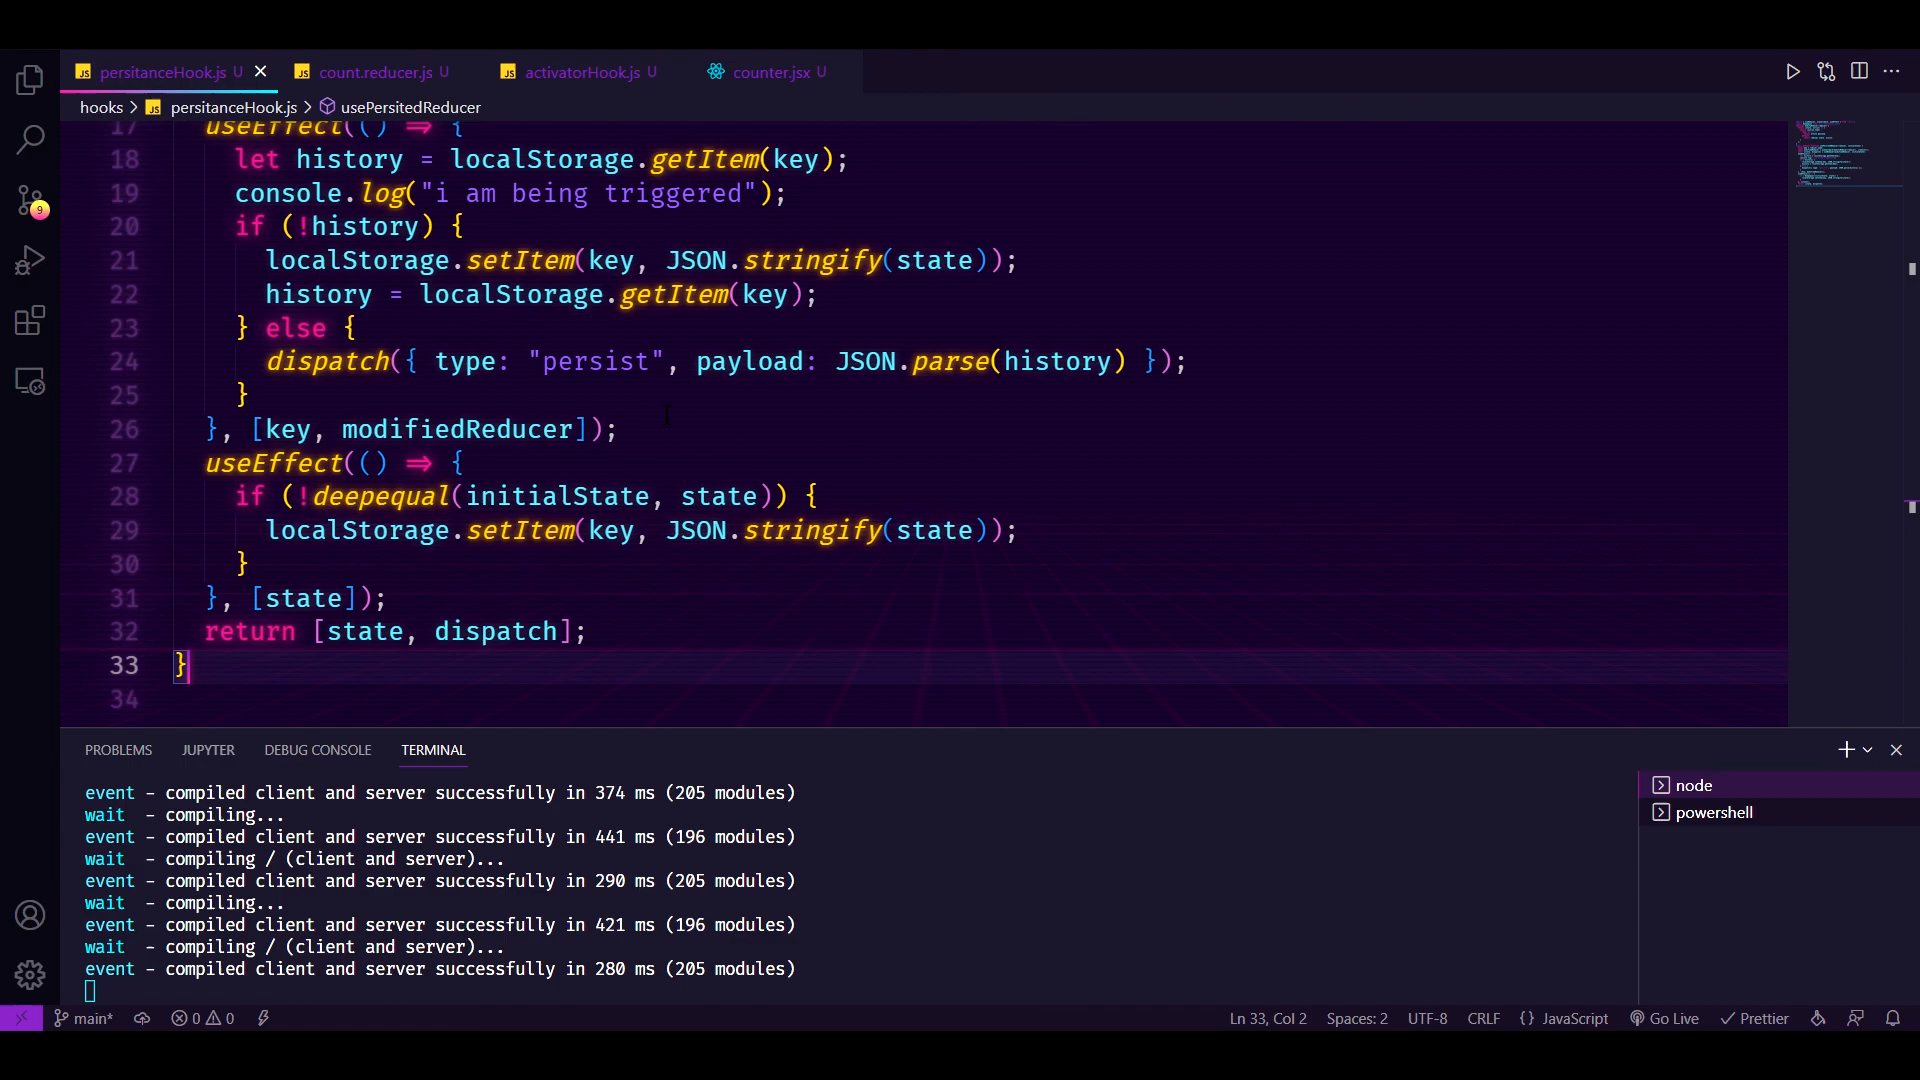 JS persitanceHook.js U
JS count.reducer.js U
JS activatorHook.js U
counter.jsx U
hooks > JS persitanceHook.js > usePersitedReducer
17 useEffect(() => {
18 let history = localStorage.getItem(key);
19 console.log("i am being triggered");
20 if (!history) {
21 localStorage.setItem(key, JSON.stringify(state));
22 history = localStorage.getItem(key);
23 } else {
24 dispatch({ type: "persist", payload: JSON.parse(history) });
25 }
26 }, [key, modifiedReducer]);
27 useEffect(() => {
28 if (!deepequal(initialState, state)) {
29 localStorage.setItem(key, JSON.stringify(state));
30 }
31 }, [state]);
32 return [state, dispatch];
33 }
34
9
PROBLEMS JUPYTER DEBUG CONSOLE TERMINAL
event - compiled client and server successfully in 374 ms (205 modules)
wait - compiling...
event - compiled client and server successfully in 441 ms (196 modules)
wait - compiling / (client and server)...
event - compiled client and server successfully in 290 ms (205 modules)
wait - compiling...
event - compiled client and server successfully in 421 ms (196 modules)
wait - compiling / (client and server)...
event - compiled client and server successfully in 280 ms (205 modules)
node
powershell
main* 0 0 Ln 33, Col 2 Spaces: 2 UTF-8 CRLF {} JavaScript Go Live Prettier